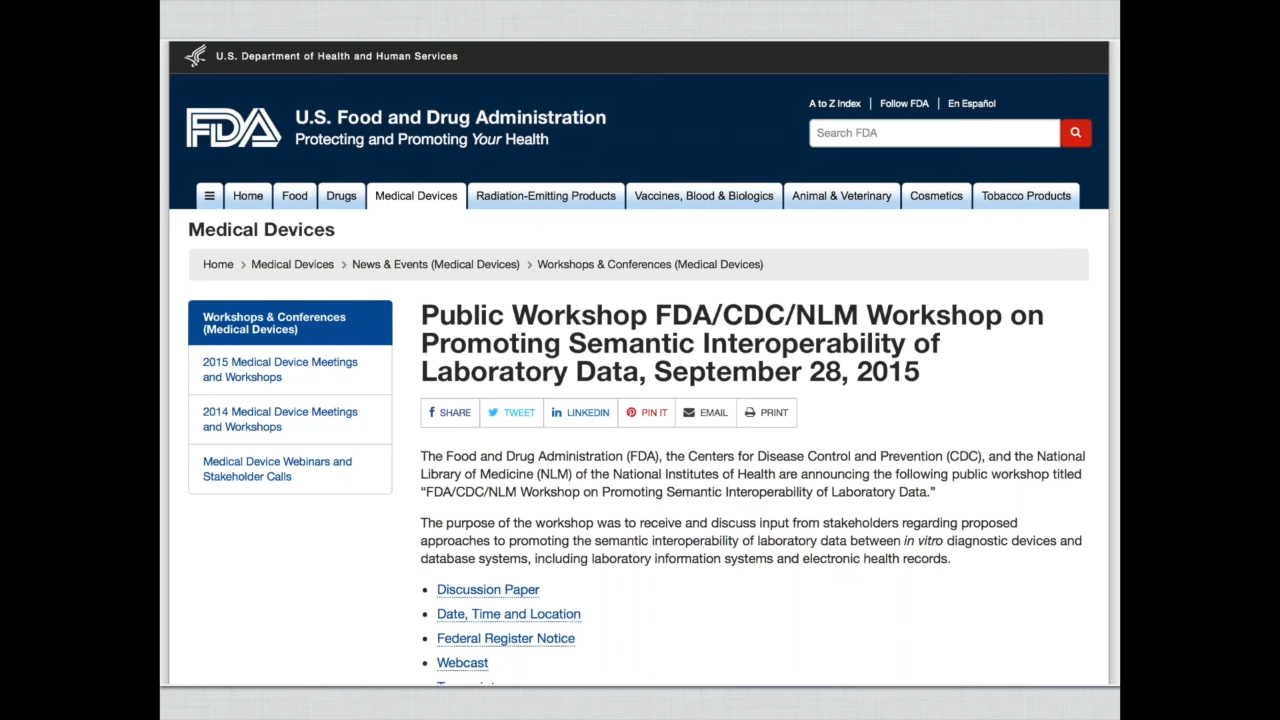 U.S. Department of Health and Human Services
A to Z Index | Follow FDA | En Español
FDA
U.S. Food and Drug Administration
Protecting and Promoting Your Health
Search FDA
Home Food Drugs Medical Devices Radiation-Emitting Products Vaccines, Blood & Biologics Animal & Veterinary Cosmetics Tobacco Products
Medical Devices
Home > Medical Devices > News & Events (Medical Devices) > Workshops & Conferences (Medical Devices)
Workshops & Conferences
(Medical Devices)
2015 Medical Device Meetings
and Workshops
2014 Medical Device Meetings
and Workshops
Medical Device Webinars and
Stakeholder Calls
Public Workshop FDA/CDC/NLM Workshop on
Promoting Semantic Interoperability of
Laboratory Data, September 28, 2015
SHARE TWEET LINKEDIN PIN IT EMAIL PRINT
The Food and Drug Administration (FDA), the Centers for Disease Control and Prevention (CDC), and the National
Library of Medicine (NLM) of the National Institutes of Health are announcing the following public workshop titled
“FDA/CDC/NLM Workshop on Promoting Semantic Interoperability of Laboratory Data.”
The purpose of the workshop was to receive and discuss input from stakeholders regarding proposed
approaches to promoting the semantic interoperability of laboratory data between in vitro diagnostic devices and
database systems, including laboratory information systems and electronic health records.
• Discussion Paper
• Date, Time and Location
• Federal Register Notice
• Webcast